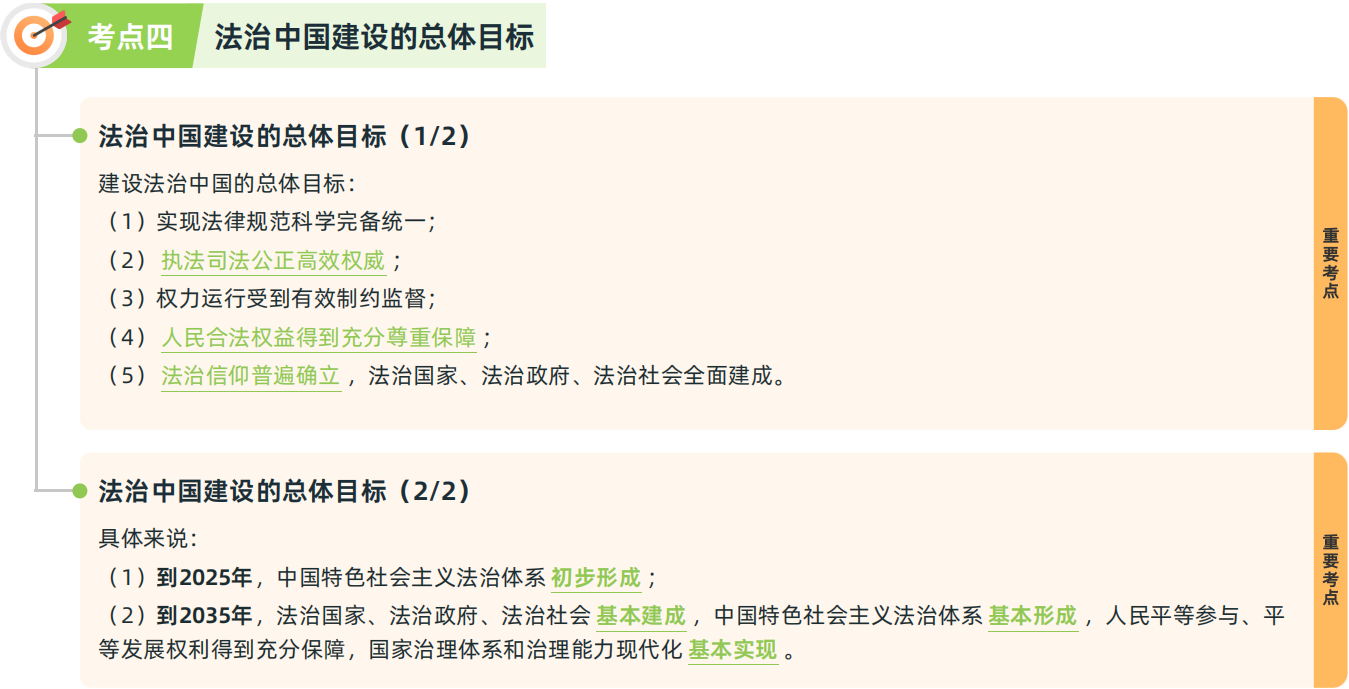 考点四 法治中国建设的总体目标
法治中国建设的总体目标（1/2）
建设法治中国的总体目标：
（1）实现法律规范科学完备统一；
（2）执法司法公正高效权威；
（3）权力运行受到有效制约监督；
（4）人民合法权益得到充分尊重保障；
（5）法治信仰普遍确立，法治国家、法治政府、法治社会全面建成。
重要考点
法治中国建设的总体目标（2/2）
具体来说：
（1）到2025年，中国特色社会主义法治体系初步形成；
（2）到2035年，法治国家、法治政府、法治社会基本建成，中国特色社会主义法治体系基本形成，人民平等参与、平
等发展权利得到充分保障，国家治理体系和治理能力现代化基本实现。
重要考点